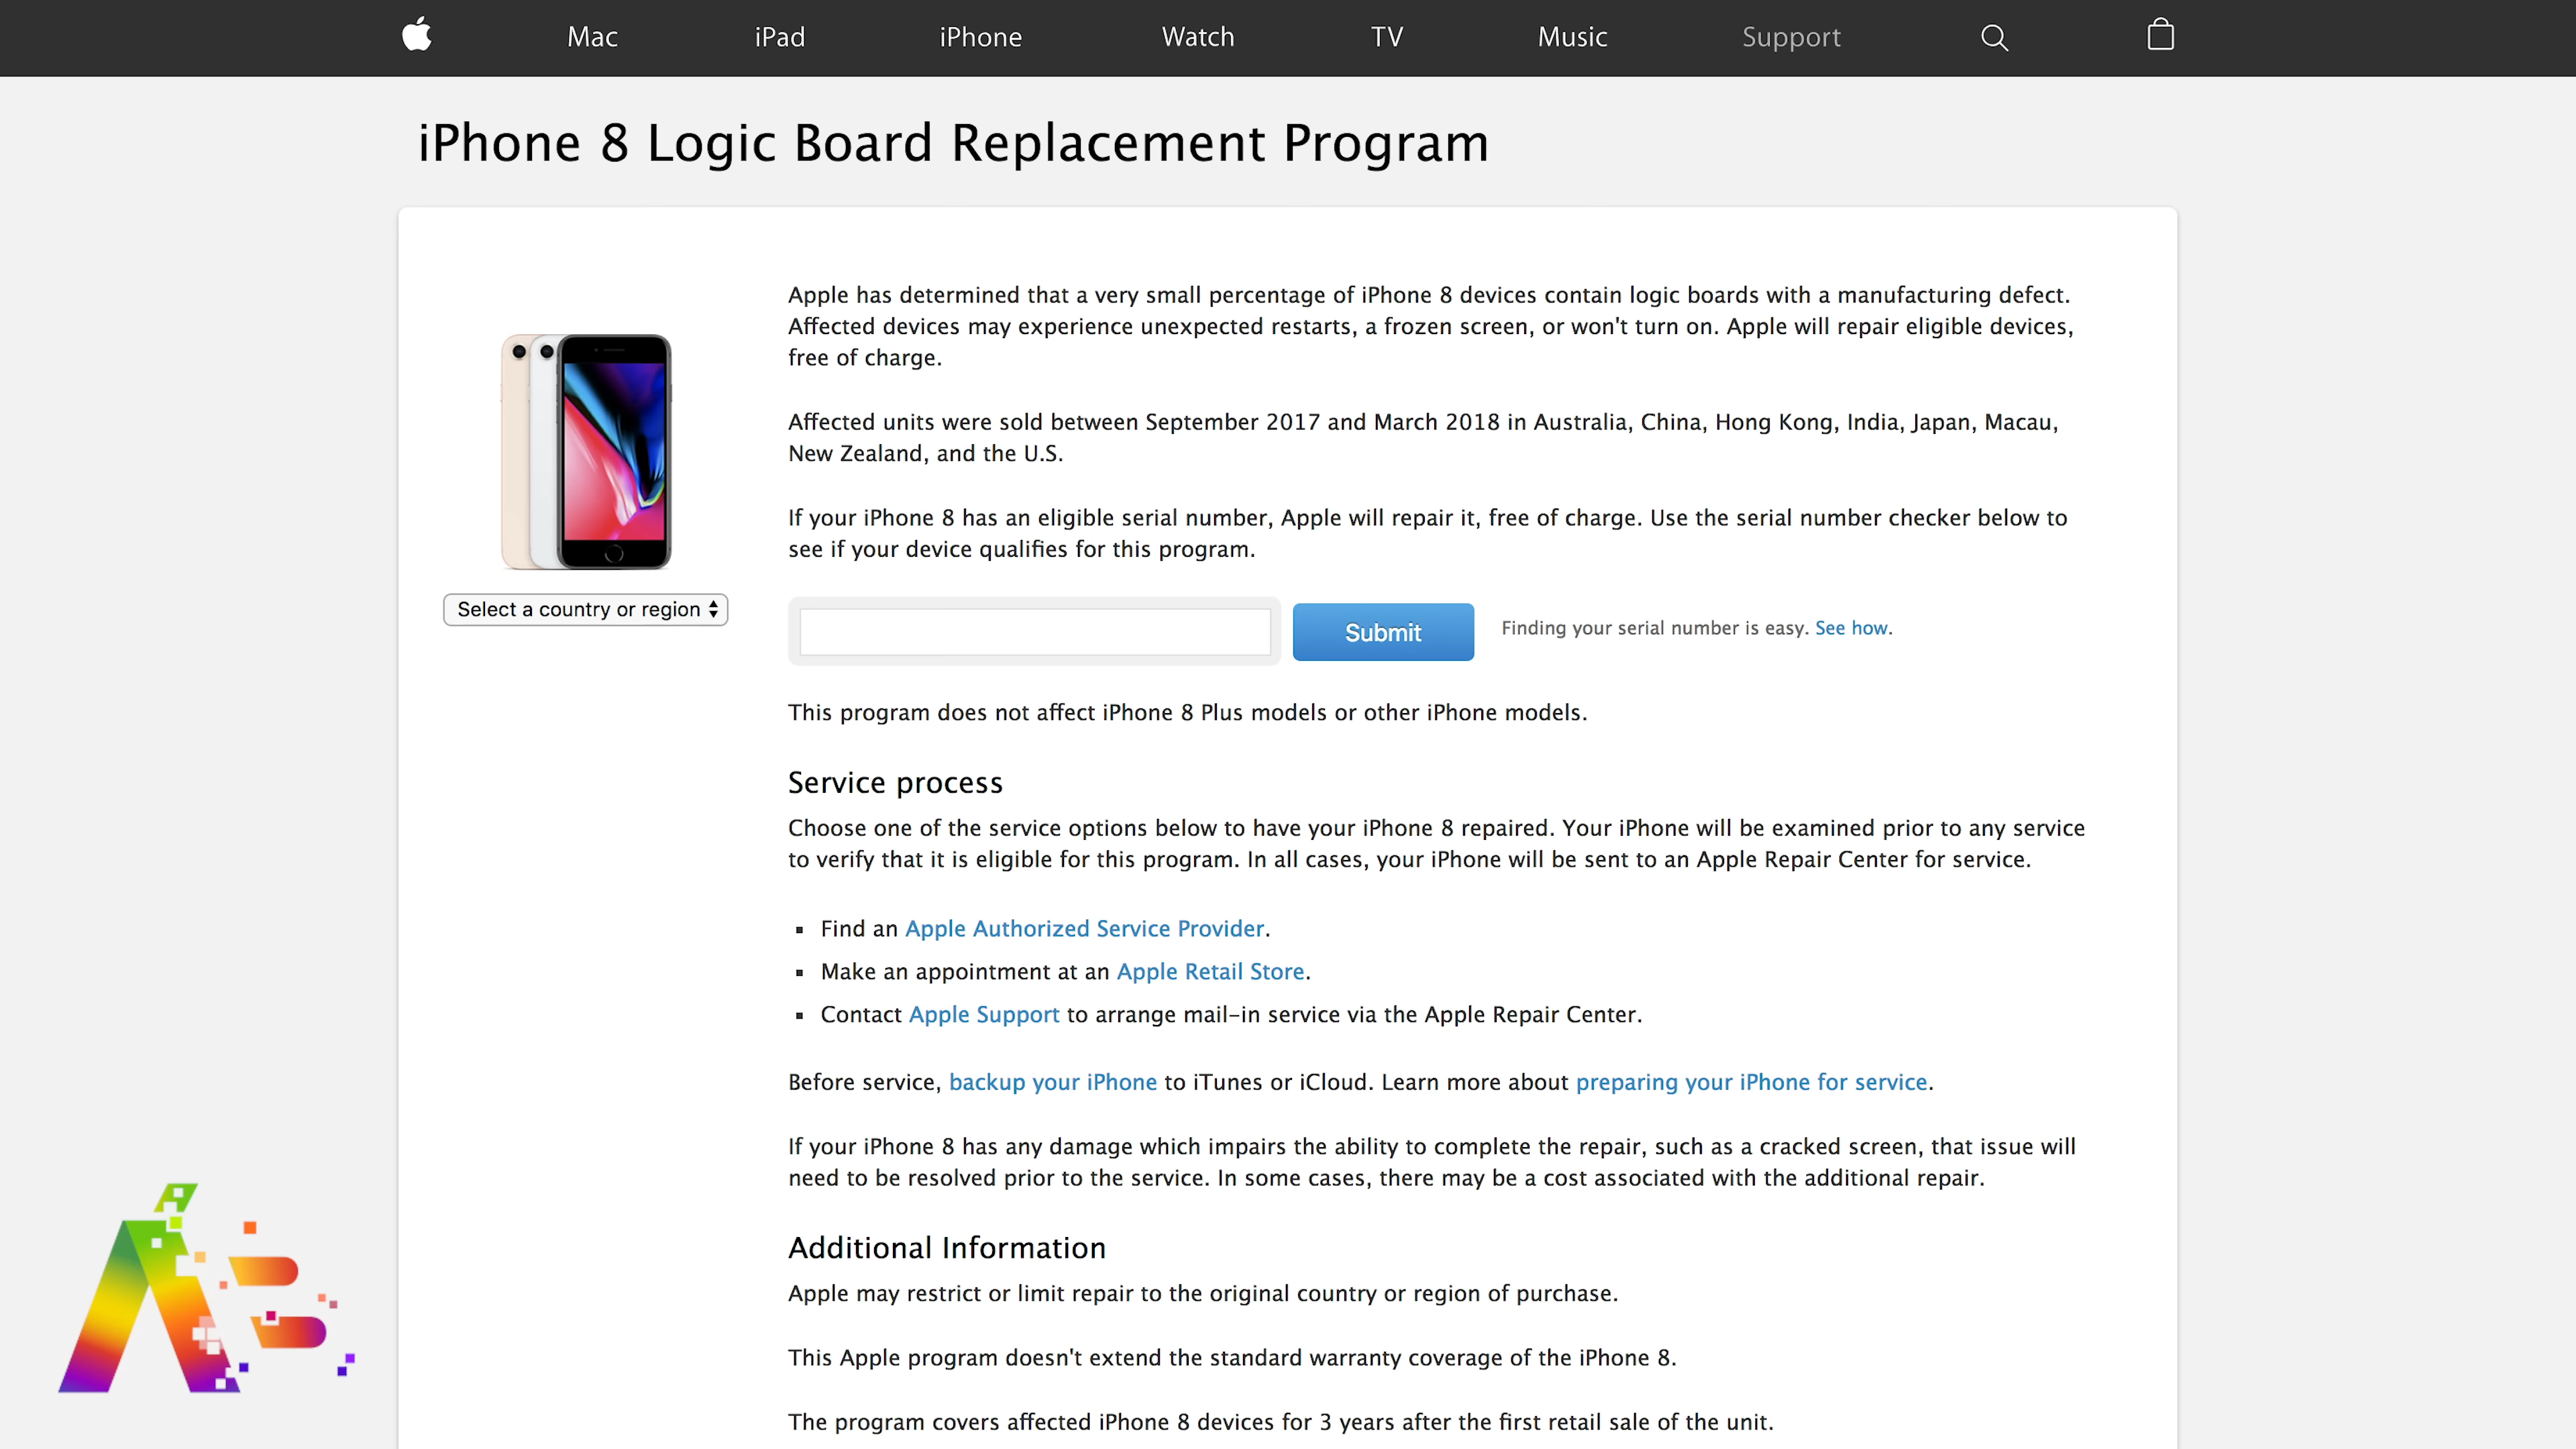 Mac iPad iPhone Watch TV Music Support
iPhone 8 Logic Board Replacement Program
Apple has determined that a very small percentage of iPhone 8 devices contain logic boards with a manufacturing defect.
Affected devices may experience unexpected restarts, a frozen screen, or won't turn on. Apple will repair eligible devices,
free of charge.
Affected units were sold between September 2017 and March 2018 in Australia, China, Hong Kong, India, Japan, Macau,
New Zealand, and the U.S.
If your iPhone 8 has an eligible serial number, Apple will repair it, free of charge. Use the serial number checker below to
see if your device qualifies for this program.
Select a country or region
Submit
Finding your serial number is easy. See how.
This program does not affect iPhone 8 Plus models or other iPhone models.
Service process
Choose one of the service options below to have your iPhone 8 repaired. Your iPhone will be examined prior to any service
to verify that it is eligible for this program. In all cases, your iPhone will be sent to an Apple Repair Center for service.
▪ Find an Apple Authorized Service Provider.
▪ Make an appointment at an Apple Retail Store.
▪ Contact Apple Support to arrange mail-in service via the Apple Repair Center.
Before service, backup your iPhone to iTunes or iCloud. Learn more about preparing your iPhone for service.
If your iPhone 8 has any damage which impairs the ability to complete the repair, such as a cracked screen, that issue will
need to be resolved prior to the service. In some cases, there may be a cost associated with the additional repair.
Additional Information
Apple may restrict or limit repair to the original country or region of purchase.
This Apple program doesn't extend the standard warranty coverage of the iPhone 8.
The program covers affected iPhone 8 devices for 3 years after the first retail sale of the unit.